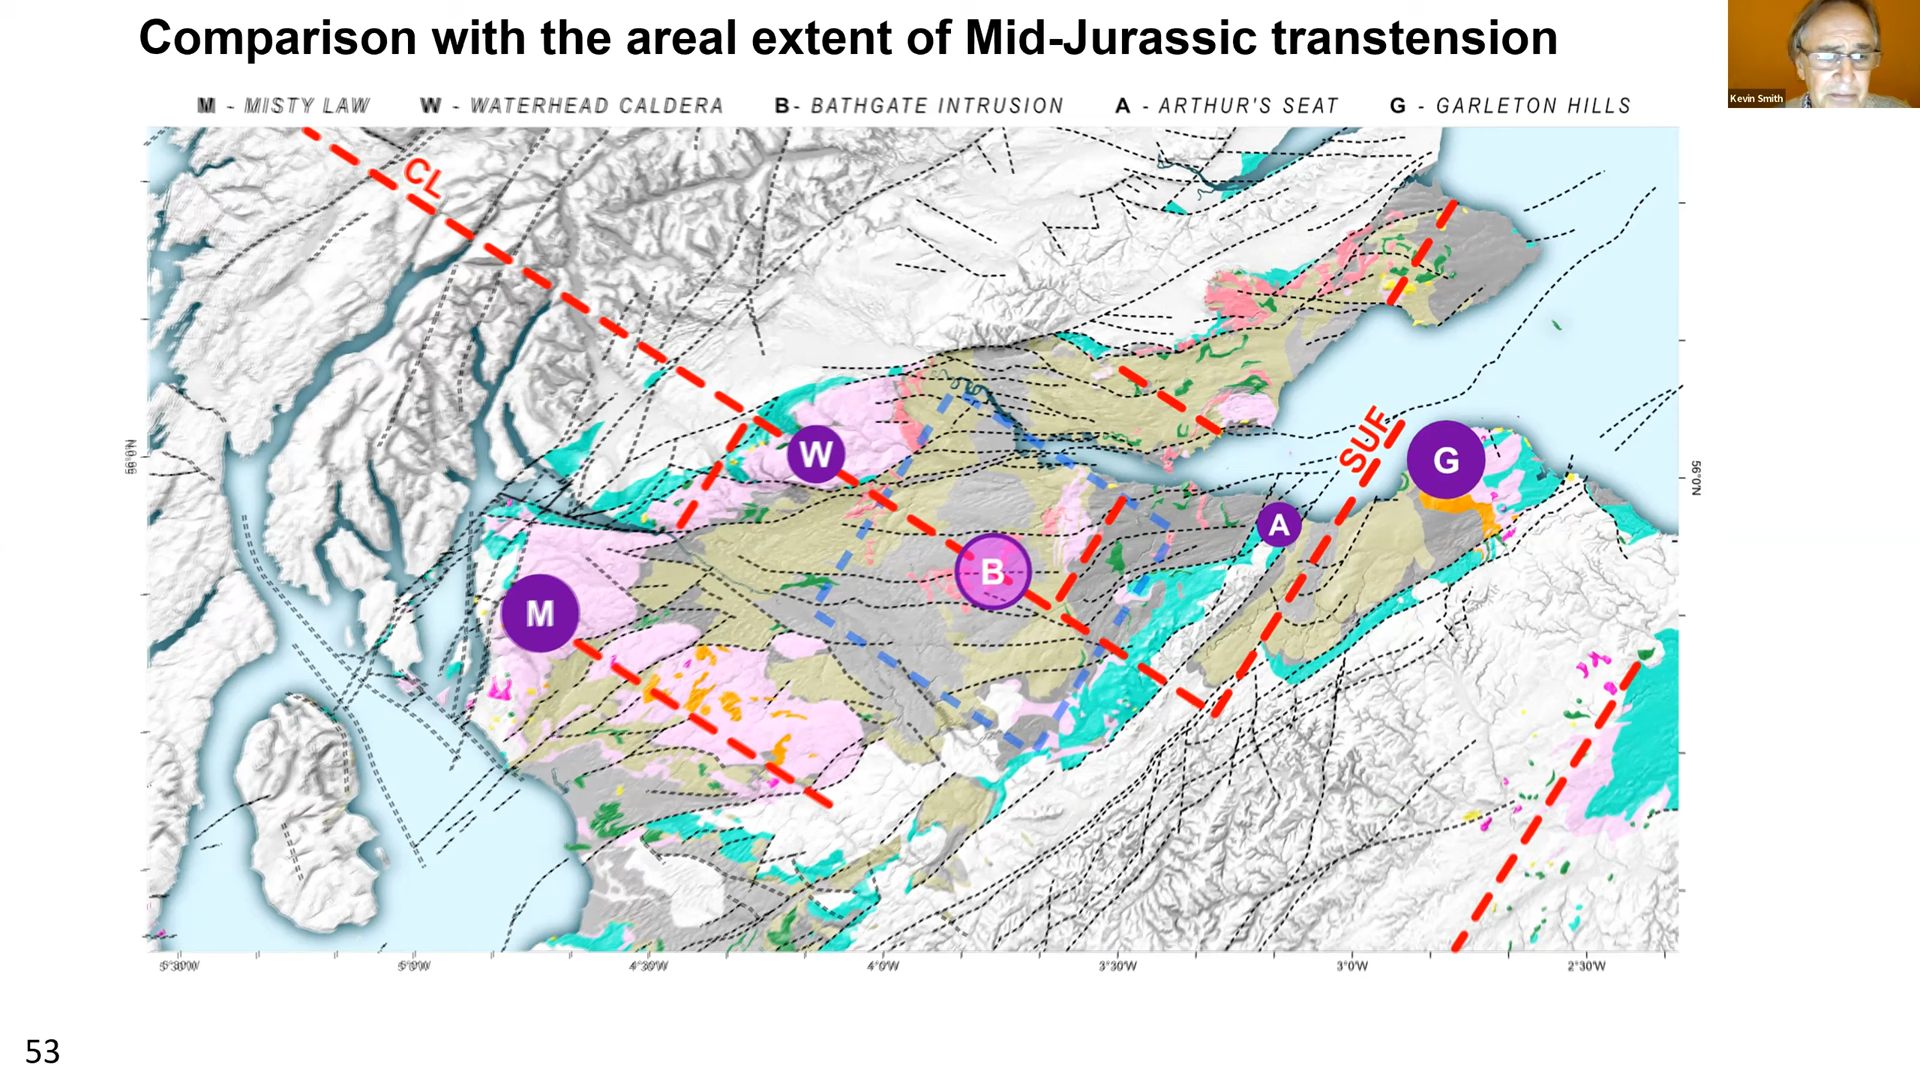 Comparison with the areal extent of Mid-Jurassic transtension
Kevin Smith
M - MISTY LAW W - WATERHEAD CALDERA B- BATHGATE INTRUSION A - ARTHUR'S SEAT G - GARLETON HILLS
CL
SUF
W
G
A
B
M
56°0'N
56°0'N
5°30'W 5°0'W 4°30'W 4°0'W 3°30'W 3°0'W 2°30'W
53